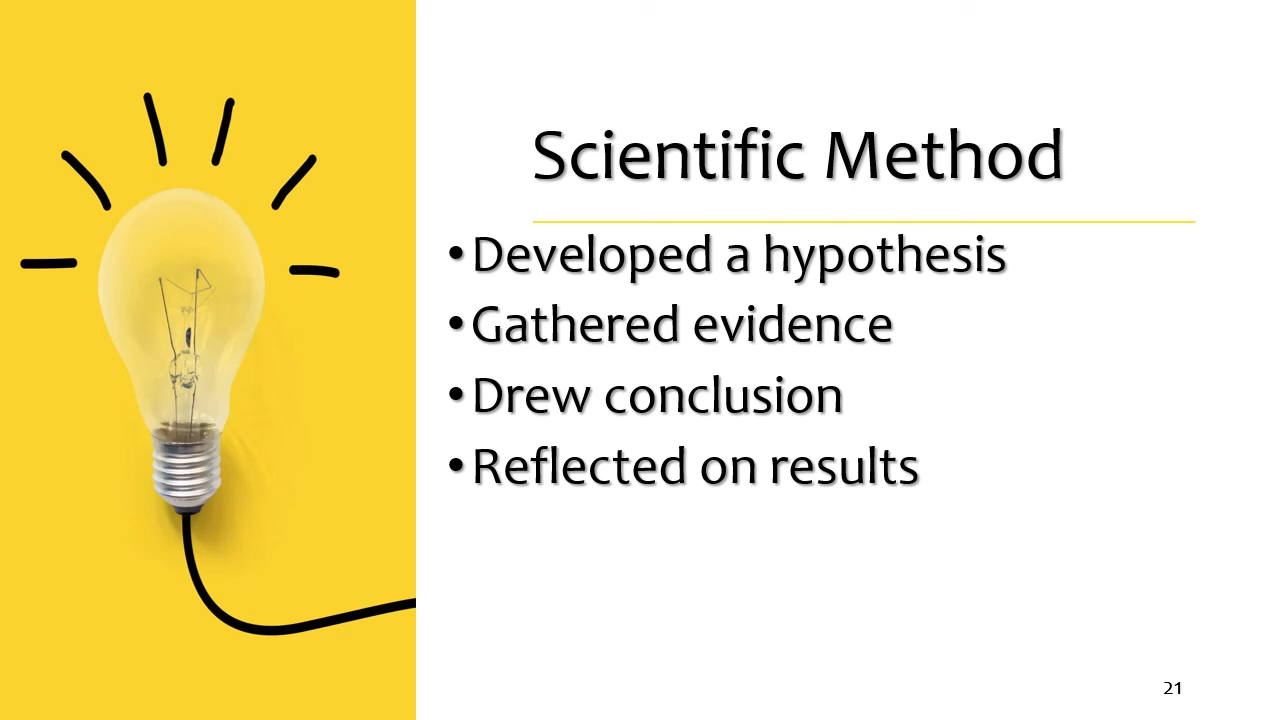 Scientific Method
• Developed a hypothesis
• Gathered evidence
• Drew conclusion
• Reflected on results
21